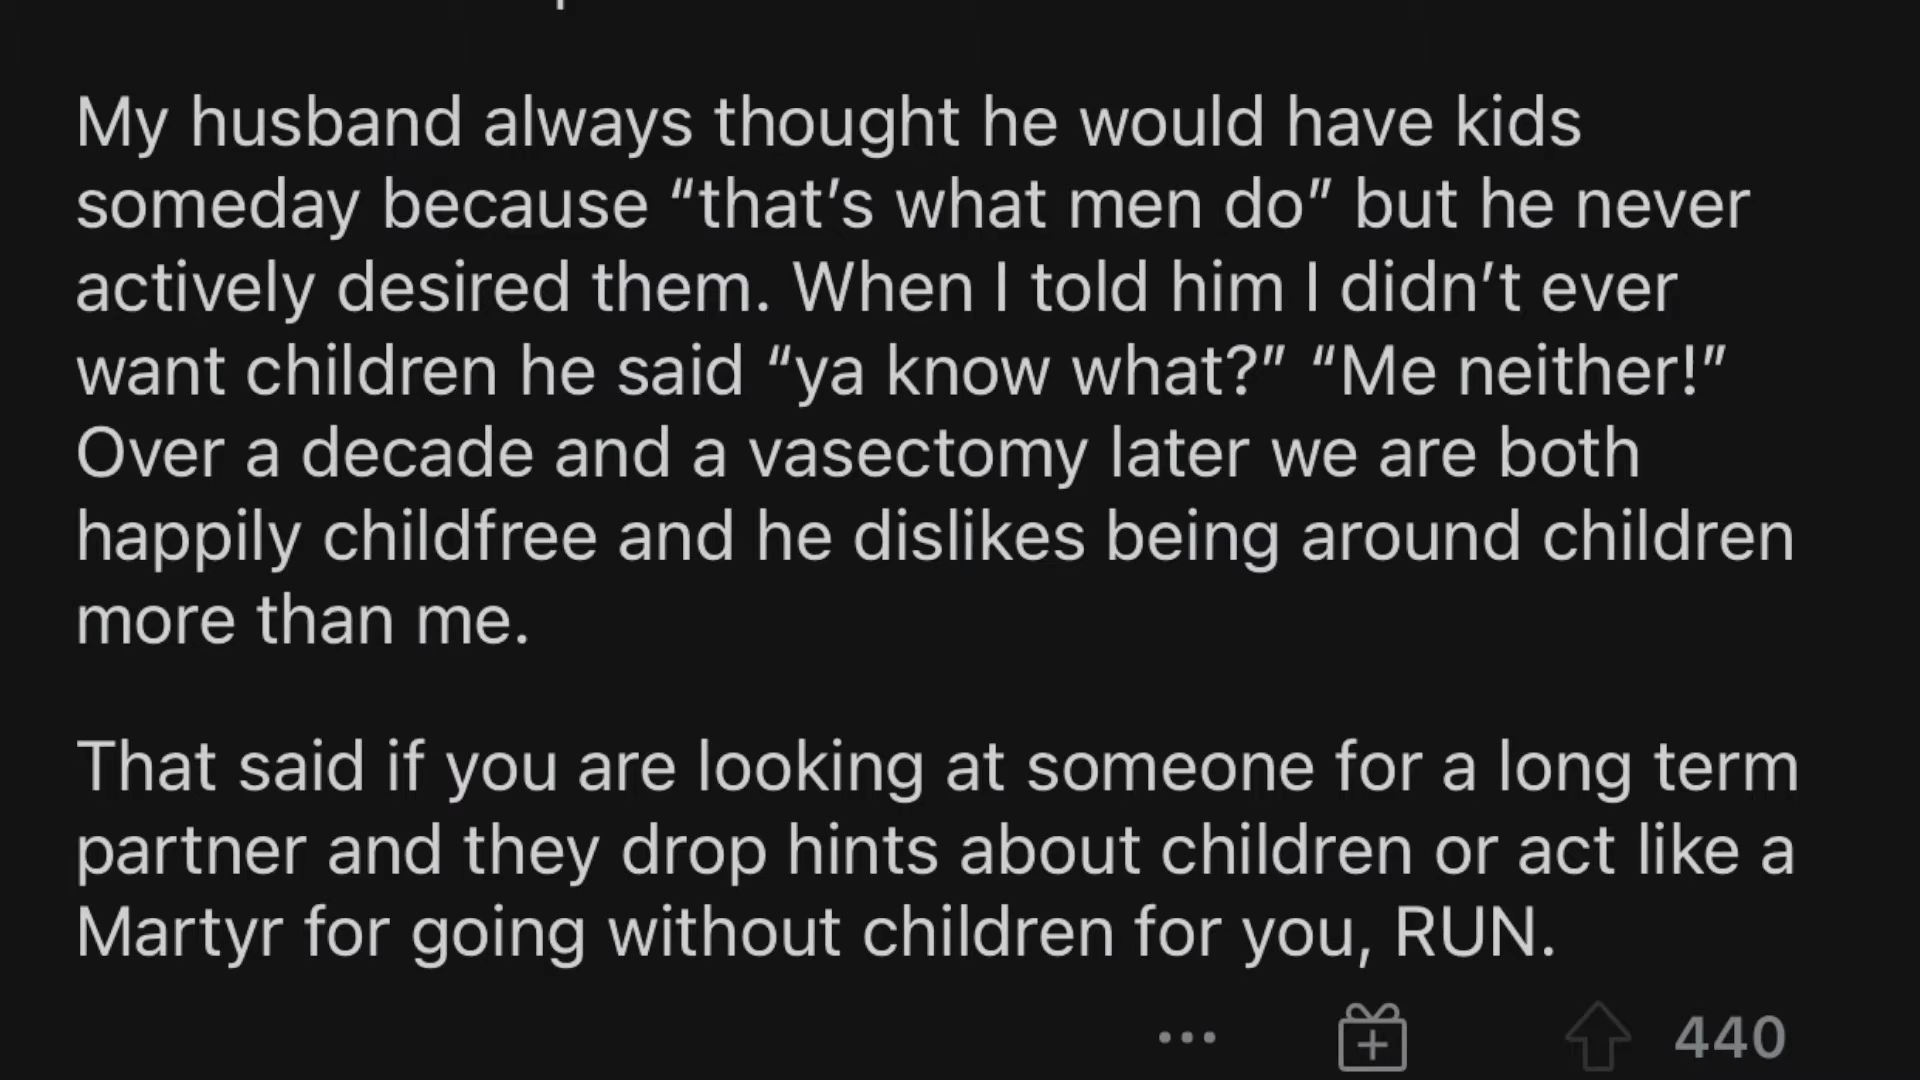 My husband always thought he would have kids
someday because “that’s what men do” but he never
actively desired them. When I told him I didn’t ever
want children he said “ya know what?” “Me neither!”
Over a decade and a vasectomy later we are both
happily childfree and he dislikes being around children
more than me.
That said if you are looking at someone for a long term
partner and they drop hints about children or act like a
Martyr for going without children for you, RUN.
440